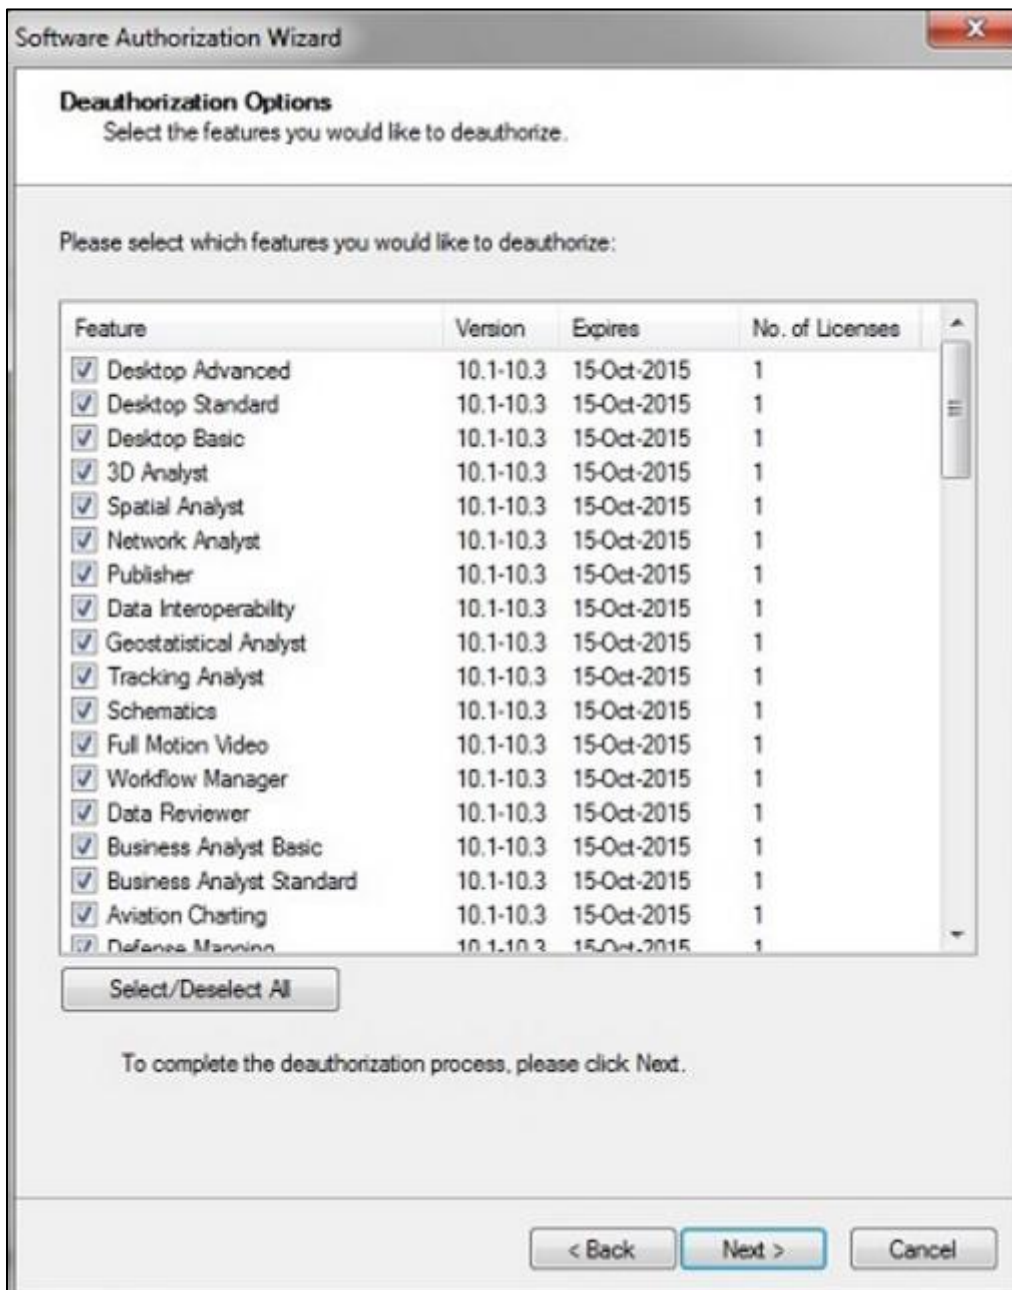 Software Authorization Wizard
Deauthorization Options
Select the features you would like to deauthorize.
Please select which features you would like to deauthorize:
Feature Version Expires No. of Licenses
Desktop Advanced 10.1-10.3 15-Oct-2015 1
Desktop Standard 10.1-10.3 15-Oct-2015 1
Desktop Basic 10.1-10.3 15-Oct-2015 1
3D Analyst 10.1-10.3 15-Oct-2015 1
Spatial Analyst 10.1-10.3 15-Oct-2015 1
Network Analyst 10.1-10.3 15-Oct-2015 1
Publisher 10.1-10.3 15-Oct-2015 1
Data Interoperability 10.1-10.3 15-Oct-2015 1
Geostatistical Analyst 10.1-10.3 15-Oct-2015 1
Tracking Analyst 10.1-10.3 15-Oct-2015 1
Schematics 10.1-10.3 15-Oct-2015 1
Full Motion Video 10.1-10.3 15-Oct-2015 1
Workflow Manager 10.1-10.3 15-Oct-2015 1
Data Reviewer 10.1-10.3 15-Oct-2015 1
Business Analyst Basic 10.1-10.3 15-Oct-2015 1
Business Analyst Standard 10.1-10.3 15-Oct-2015 1
Aviation Charting 10.1-10.3 15-Oct-2015 1
Defense Mapping 10.1-10.3 15-Oct-2015 1
Select/Deselect All
To complete the deauthorization process, please click Next.
< Back Next > Cancel